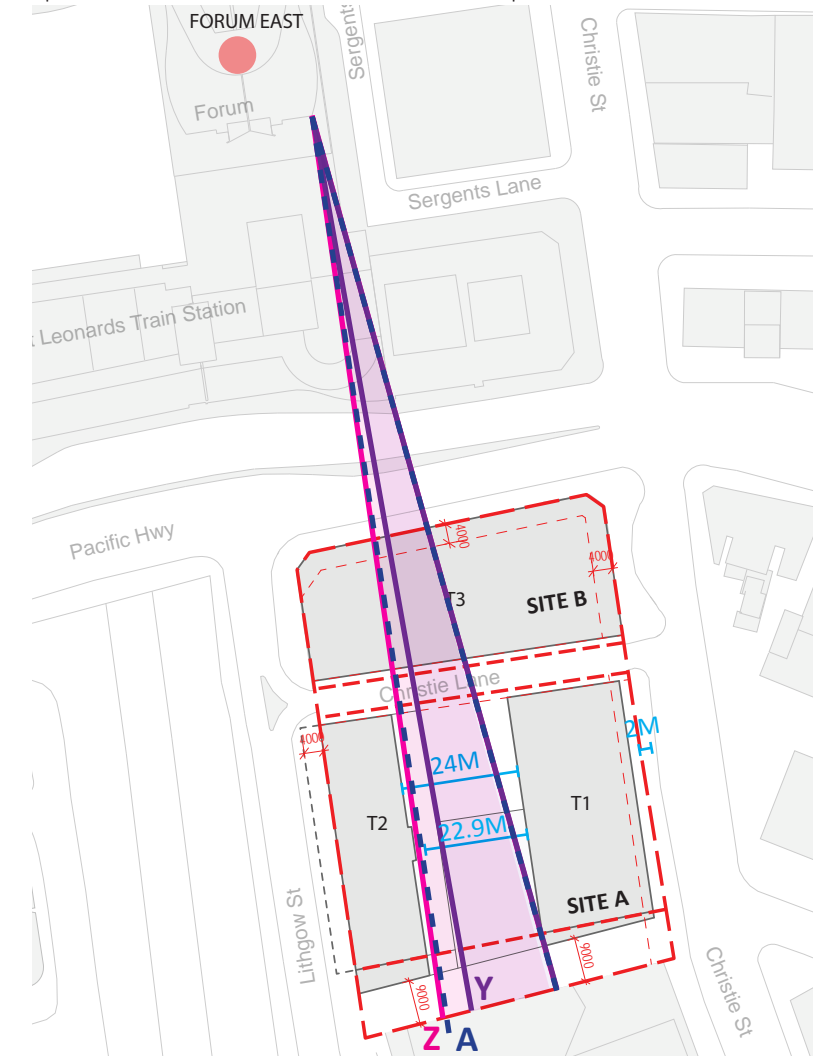 FORUM EAST
Sergents
Christie St
Forum
Sergents Lane
Leonards Train Station
Pacific Hwy
4000
4000
T3
SITE B
Christie Lane
4000
2M
24M
T2
T1
22.9M
SITE A
Lithgow St
9000
9000
Christie St
Y
Z
A